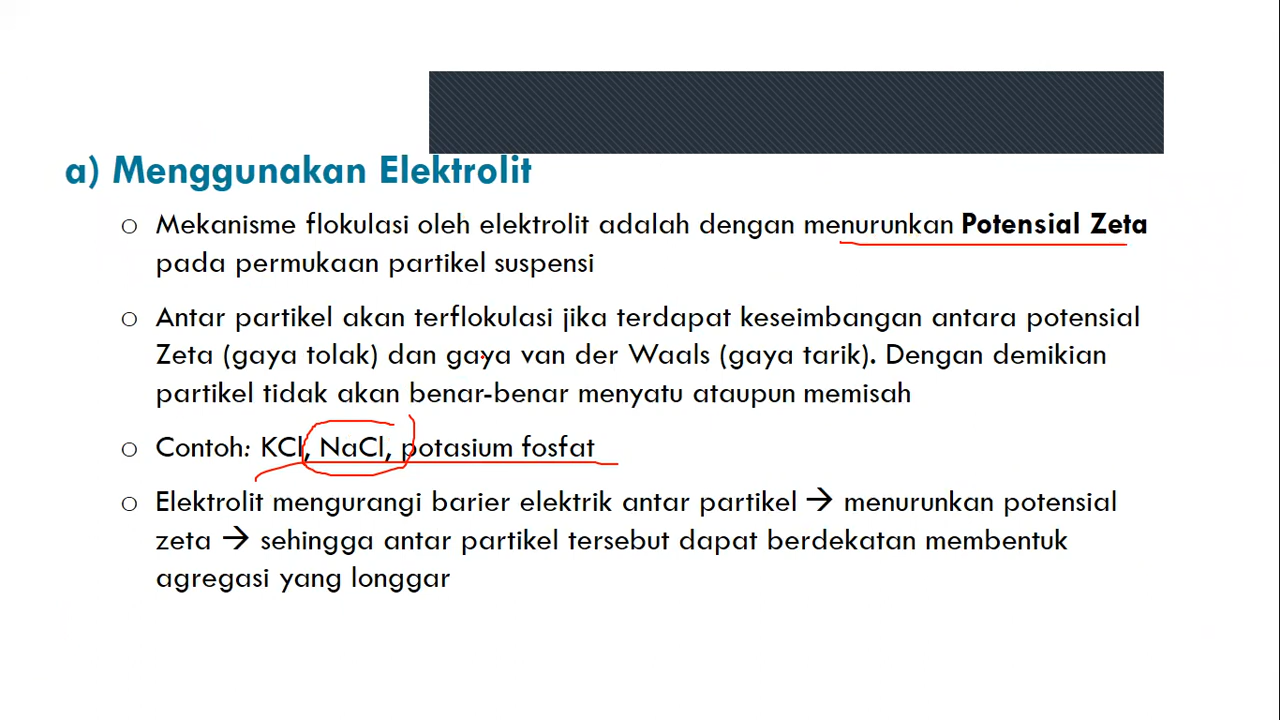 a) Menggunakan Elektrolit
○ Mekanisme flokulasi oleh elektrolit adalah dengan menurunkan Potensial Zeta
pada permukaan partikel suspensi
○ Antar partikel akan terflokulasi jika terdapat keseimbangan antara potensial
Zeta (gaya tolak) dan gaya van der Waals (gaya tarik). Dengan demikian
partikel tidak akan benar-benar menyatu ataupun memisah
○ Contoh: KCl, NaCl, potasium fosfat
○ Elektrolit mengurangi barier elektrik antar partikel → menurunkan potensial
zeta → sehingga antar partikel tersebut dapat berdekatan membentuk
agregasi yang longgar